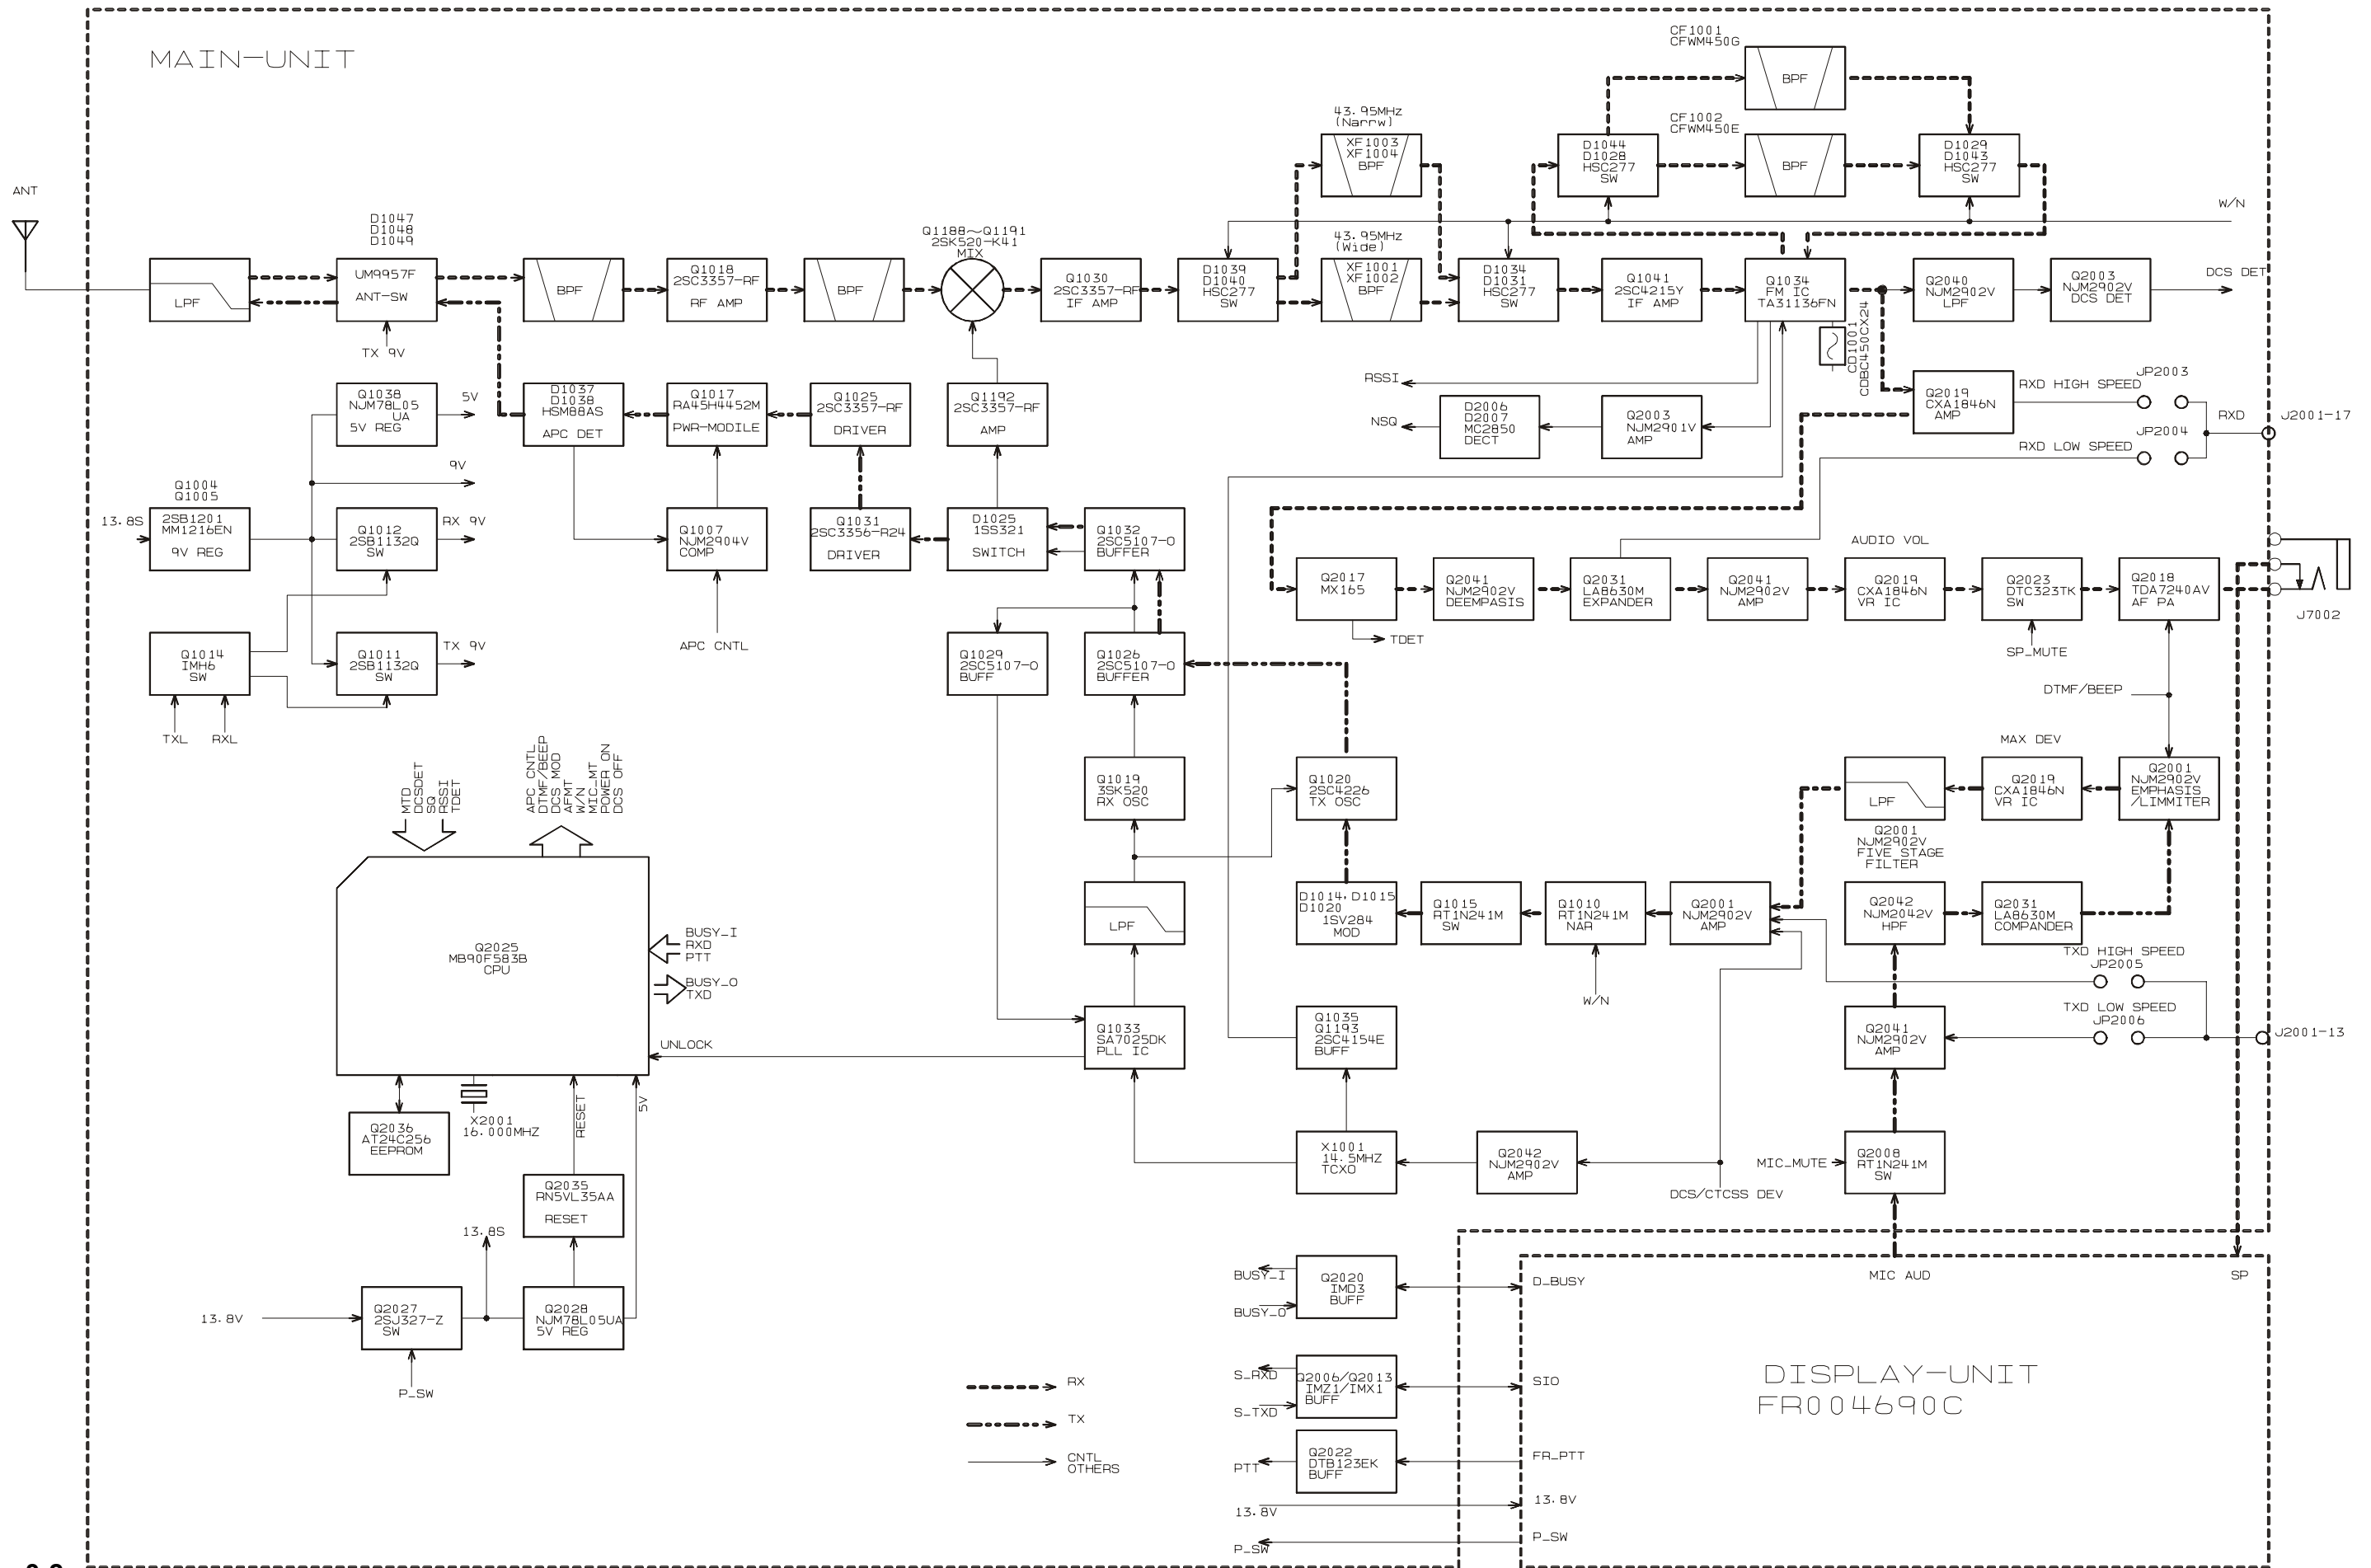 MAIN-UNIT
CF1001
CFWM450G
BPF
CF1002
CFWM450E
BPF
43.95MHz
(Narrw)
XF1003
XF1004
BPF
D1044
D1028
HSC277
SW
D1029
D1043
HSC277
SW
ANT
W/N
D1047
D1048
D1049
UM9957F
ANT-SW
LPF
TX 9V
BPF
Q1018
2SC3357-RF
RF AMP
BPF
Q1188~Q1191
2SK520-K41
MIX
Q1030
2SC3357-RF
IF AMP
D1039
D1040
HSC277
SW
43.95MHz
(Wide)
XF1001
XF1002
BPF
D1034
D1031
HSC277
SW
Q1041
2SC4215Y
IF AMP
Q1034
FM IC
TA31136FN
CD1001
CDBC450CX24
Q2040
NJM2902V
LPF
Q2003
NJM2902V
DCS DET
DCS DET
Q1038
NJM78L05
UA
5V REG
5V
D1037
D1038
HSM88AS
APC DET
Q1017
RA45H4452M
PWR-MODILE
Q1025
2SC3357-RF
DRIVER
Q1192
2SC3357-RF
AMP
RSSI
NSQ
D2006
D2007
MC2850
DECT
Q2003
NJM2901V
AMP
Q2019
CXA1846N
AMP
RXD HIGH SPEED
JP2003
RXD
J2001-17
RXD LOW SPEED
JP2004
9V
Q1004
Q1005
13.8S
2SB1201
MM1216EN
9V REG
Q1012
2SB1132Q
SW
RX 9V
Q1007
NJM2904V
COMP
APC CNTL
Q1031
2SC3356-R24
DRIVER
D1025
1SS321
SWITCH
Q1032
2SC5107-O
BUFFER
AUDIO VOL
Q2017
MX165
TDET
Q2041
NJM2902V
DEEMPASIS
Q2031
LA8630M
EXPANDER
Q2041
NJM2902V
AMP
Q2019
CXA1846N
VR IC
Q2023
DTC323TK
SW
SP_MUTE
Q2018
TDA7240AV
AF PA
J7002
Q1014
IMH6
SW
TXL
RXL
Q1011
2SB1132Q
SW
TX 9V
Q1029
2SC5107-O
BUFF
Q1026
2SC5107-O
BUFFER
DTMF/BEEP
MTD
DCSDET
SQ
RSSI
TDET
APC CNTL
DTMF/BEEP
DCS MOD
AFMT
W/N
MIC_MT
POWER ON
DCS OFF
Q1019
3SK520
RX OSC
Q1020
2SC4226
TX OSC
LPF
Q2001
NJM2902V
FIVE STAGE
FILTER
MAX DEV
Q2019
CXA1846N
VR IC
Q2001
NJM2902V
EMPHASIS
/LIMMITER
Q2025
MB90F583B
CPU
BUSY_I
RXD
PTT
BUSY_O
TXD
UNLOCK
LPF
D1014, D1015
D1020
1SV284
MOD
Q1015
RT1N241M
SW
Q1010
RT1N241M
NAR
W/N
Q2001
NJM2902V
AMP
Q2042
NJM2042V
HPF
Q2031
LA8630M
COMPANDER
TXD HIGH SPEED
JP2005
TXD LOW SPEED
JP2006
J2001-13
Q1033
SA7025DK
PLL IC
Q1035
Q1193
2SC4154E
BUFF
Q2041
NJM2902V
AMP
Q2036
AT24C256
EEPROM
X2001
16.000MHZ
RESET
5V
X1001
14.5MHZ
TCXO
Q2042
NJM2902V
AMP
DCS/CTCSS DEV
MIC_MUTE
Q2008
RT1N241M
SW
Q2035
RN5VL35AA
RESET
13.8S
13.8V
Q2027
2SJ327-Z
SW
P_SW
Q2028
NJM78L05UA
5V REG
BUSY_I
BUSY_O
Q2020
IMD3
BUFF
D_BUSY
MIC AUD
SP
S_RXD
S_TXD
Q2006/Q2013
IMZ1/IMX1
BUFF
SIO
DISPLAY-UNIT
FR004690C
RX
TX
CNTL
OTHERS
PTT
Q2022
DTB123EK
BUFF
FR_PTT
13.8V
13.8V
P_SW
P_SW